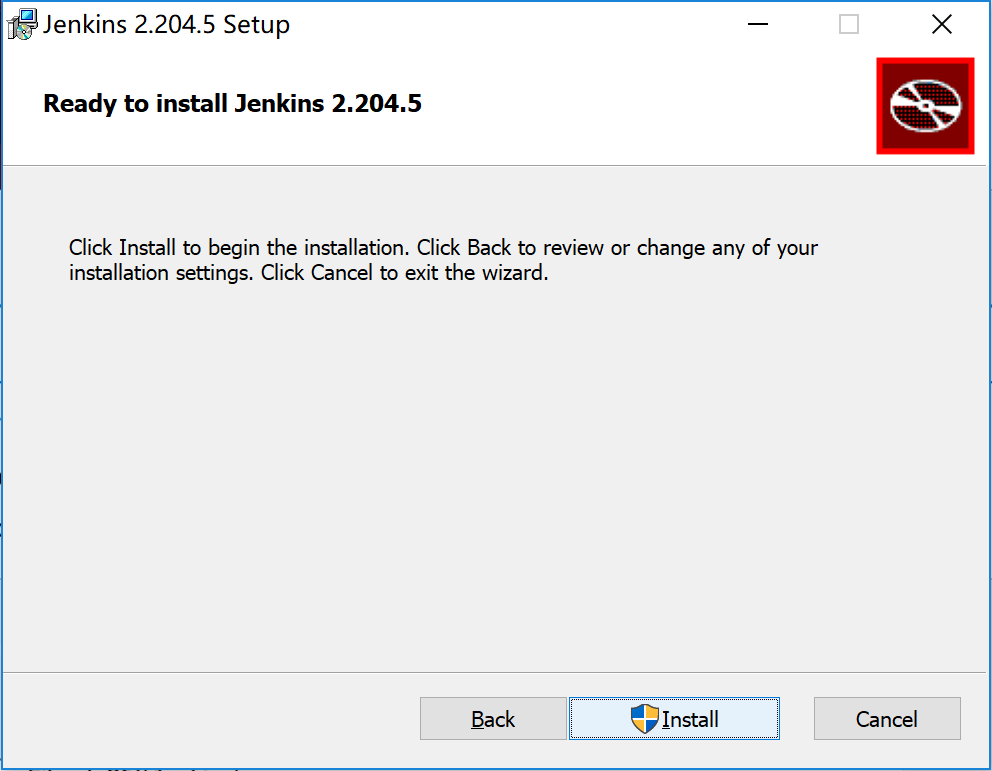 Jenkins 2.204.5 Setup
Ready to install Jenkins 2.204.5
Click Install to begin the installation. Click Back to review or change any of your
installation settings. Click Cancel to exit the wizard.
Back
Install
Cancel